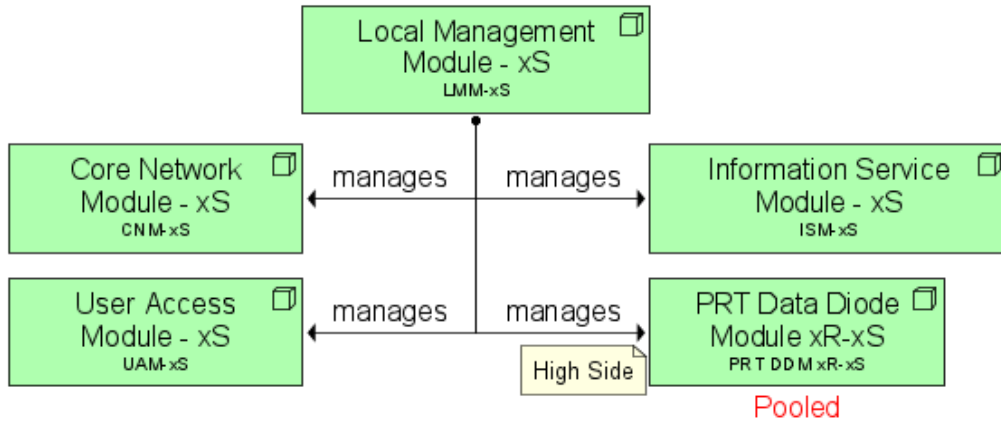 Local Management
Module - xS
LMM-xS
Core Network
Module - xS
CNM-xS
manages
manages
Information Service
Module - xS
ISM-xS
User Access
Module - xS
UAM-xS
manages
manages
PRT Data Diode
Module xR-xS
PRT DDM xR-xS
High Side
Pooled